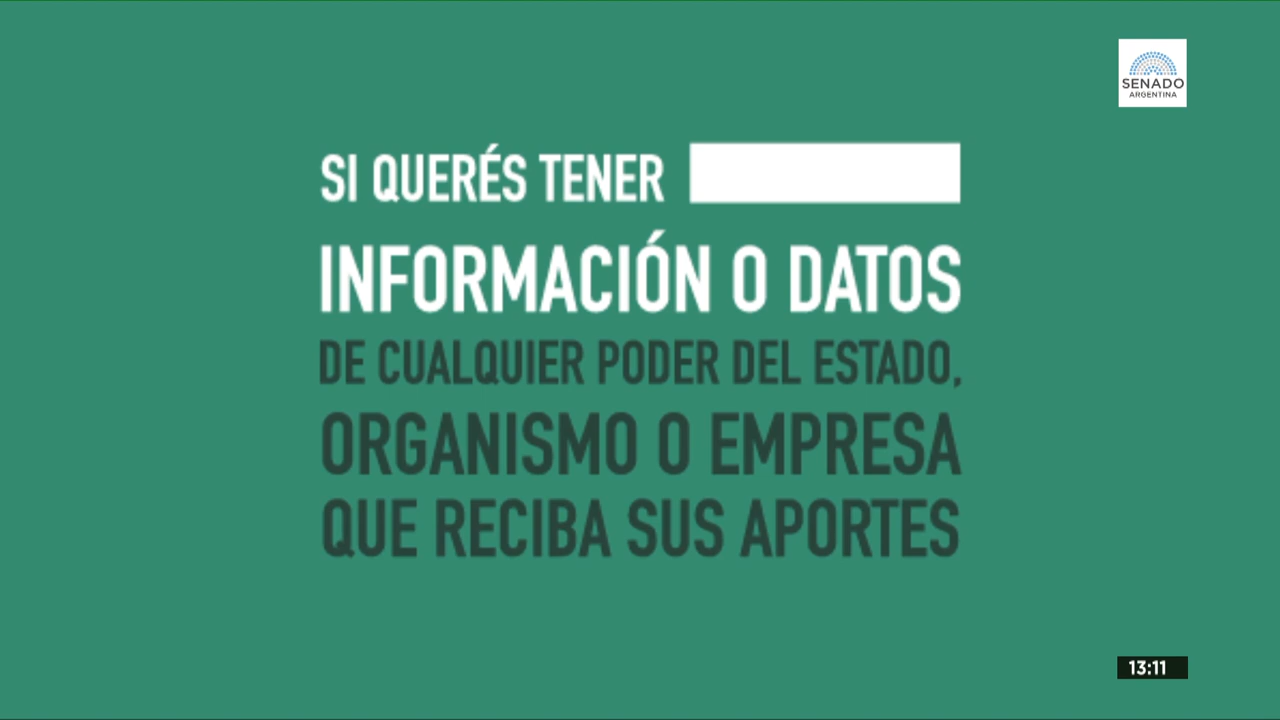 SENADO
ARGENTINA
SI QUERÉS TENER
INFORMACIÓN O DATOS
DE CUALQUIER PODER DEL ESTADO,
ORGANISMO O EMPRESA
QUE RECIBA SUS APORTES
13:11